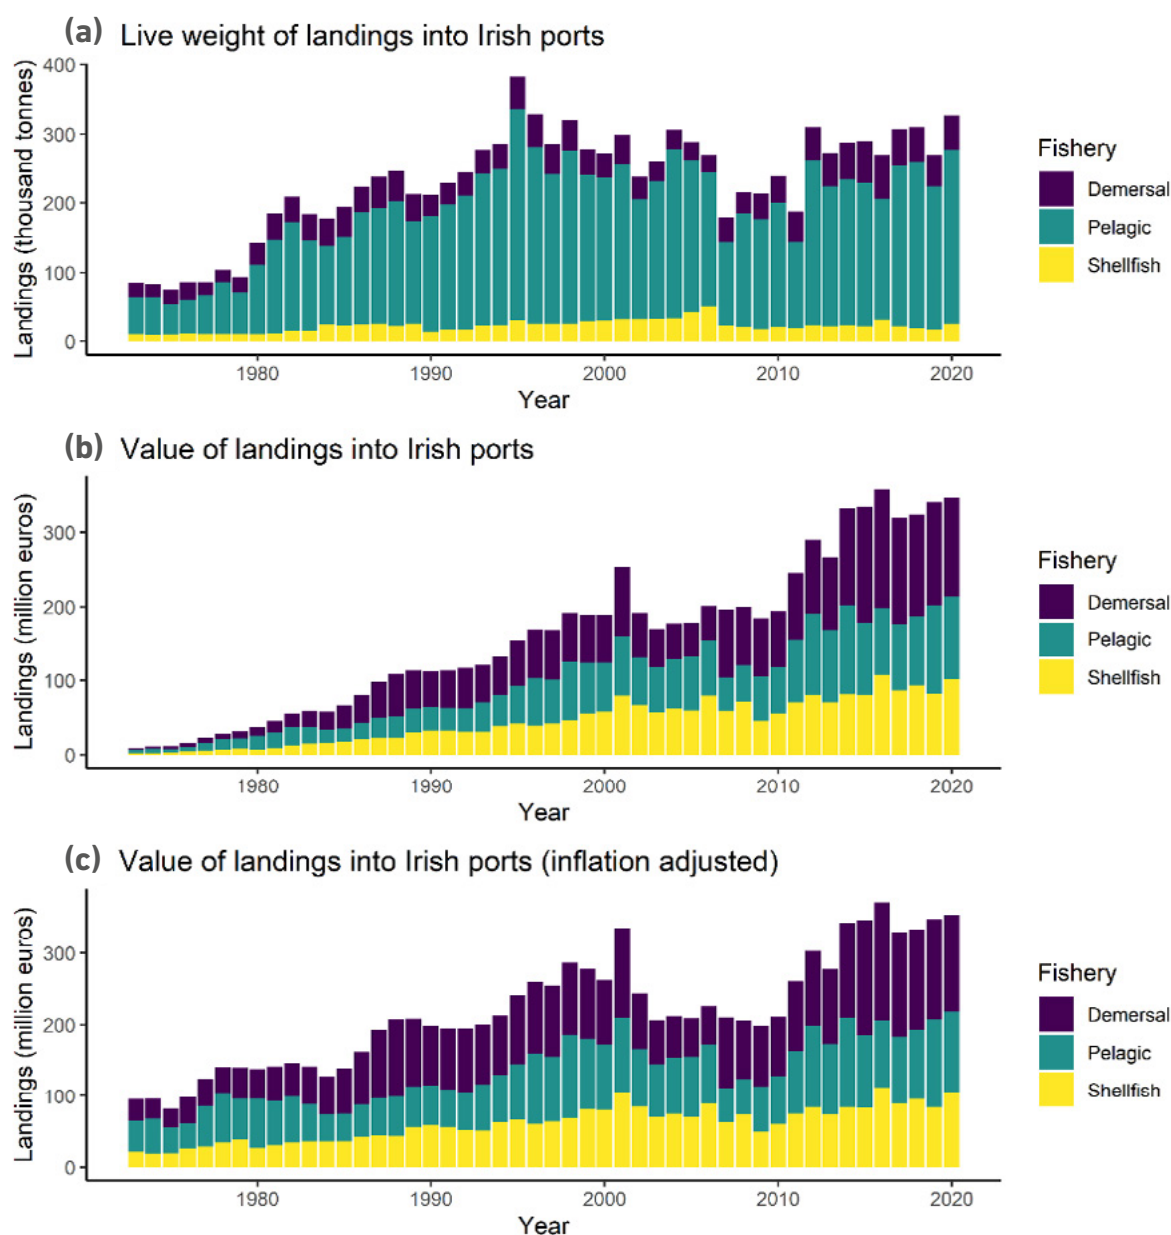 (a) Live weight of landings into Irish ports
Landings (thousand tonnes)
400
300
200
100
0
1980 1990 2000 2010 2020
Year
Fishery
Demersal
Pelagic
Shellfish
(b) Value of landings into Irish ports
Landings (million euros)
300
200
100
0
1980 1990 2000 2010 2020
Year
Fishery
Demersal
Pelagic
Shellfish
(c) Value of landings into Irish ports (inflation adjusted)
Landings (million euros)
300
200
100
0
1980 1990 2000 2010 2020
Year
Fishery
Demersal
Pelagic
Shellfish